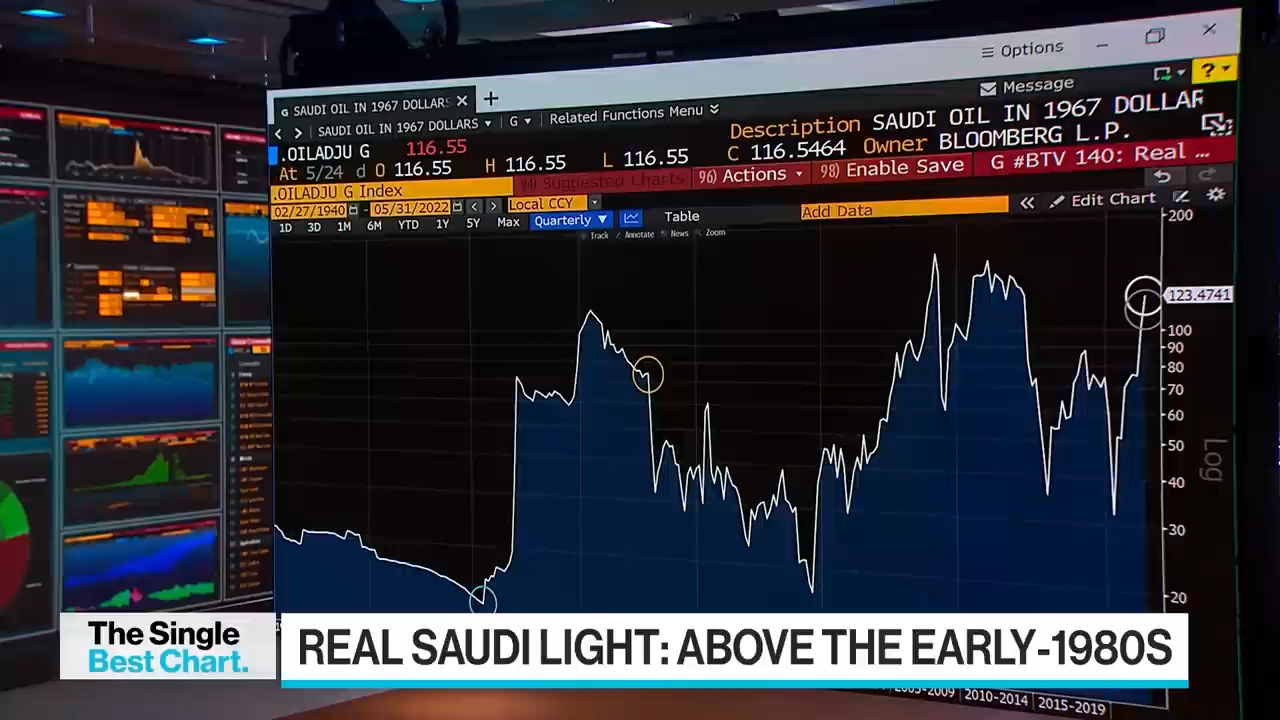 Options
G SAUDI OIL IN 1967 DOLLARS
Message
SAUDI OIL IN 1967 DOLLARS
G
Related Functions Menu
Description SAUDI OIL IN 1967 DOLLAR
.OILADJU G 116.55
Owner BLOOMBERG L.P.
At 5/24 d O 116.55 H 116.55 L 116.55 C 116.5464
.OILADJU G Index
94) Suggested Charts
96) Actions
98) Enable Save
G #BTV 140: Real ...
02/27/1940 - 05/31/2022
Local CCY
Add Data
Edit Chart
1D 3D 1M 6M YTD 1Y 5Y Max Quarterly Table
Track Annotate News Zoom
200
123.4741
100
90
80
70
60
50
40
30
20
Log
The Single
Best Chart.
REAL SAUDI LIGHT: ABOVE THE EARLY-1980S
2005-2009 2010-2014 2015-2019